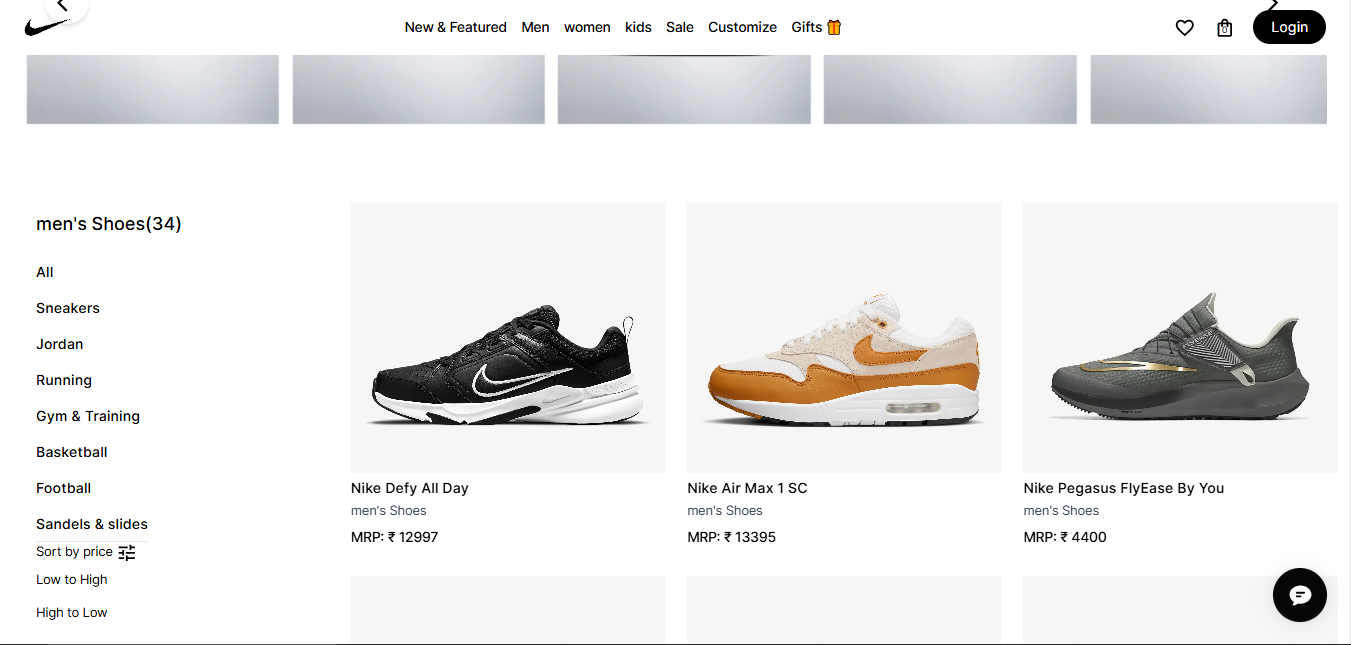 New & Featured Men women kids Sale Customize Gifts 🎁
0
Login
men's Shoes(34)
All
Sneakers
Jordan
Running
Gym & Training
Basketball
Football
Sandels & slides
Sort by price
Low to High
High to Low
Nike Defy All Day
men's Shoes
MRP: ₹ 12997
Nike Air Max 1 SC
men's Shoes
MRP: ₹ 13395
Nike Pegasus FlyEase By You
men's Shoes
MRP: ₹ 4400